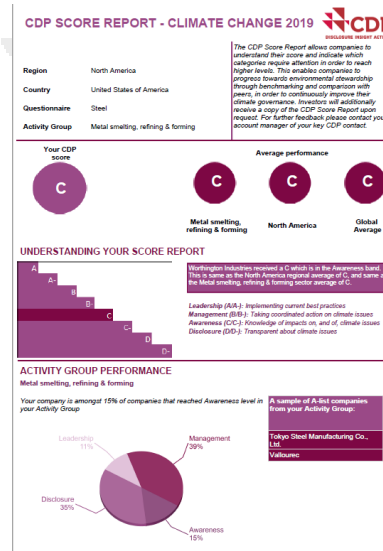 CDP SCORE REPORT - CLIMATE CHANGE 2019
CDP
DISCLOSURE INSIGHT ACTI
Region North America
Country United States of America
Questionnaire Steel
Activity Group Metal smelting, refining & forming
The CDP Score Report allows companies to
understand their score and indicate which
categories require attention in order to reach
higher levels. This enables companies to
progress towards environmental stewardship
through benchmarking and comparison with
peers, in order to continuously improve their
climate governance. Investors will additionally
receive a copy of the CDP Score Report upon
request. For further feedback please contact you
account manager of your key CDP contact.
Your CDP
score
C
Average performance
C
C
C
Metal smelting,
refining & forming
North America
Global
Average
UNDERSTANDING YOUR SCORE REPORT
A
A-
B
B-
C
C-
D
D-
Worthington Industries received a C which is in the Awareness band.
This is same as the North America regional average of C, and same a
the Metal smelting, refining & forming sector average of C.
Leadership (A/A-): Implementing current best practices
Management (B/B-): Taking coordinated action on climate issues
Awareness (C/C-): Knowledge of impacts on, and of, climate issues
Disclosure (D/D-): Transparent about climate issues
ACTIVITY GROUP PERFORMANCE
Metal smelting, refining & forming
Your company is amongst 15% of companies that reached Awareness level in
your Activity Group
A sample of A-list companies
from your Activity Group:
Tokyo Steel Manufacturing Co.,
Ltd.
Vallourec
Leadership
11%
Management
39%
Disclosure
35%
Awareness
15%